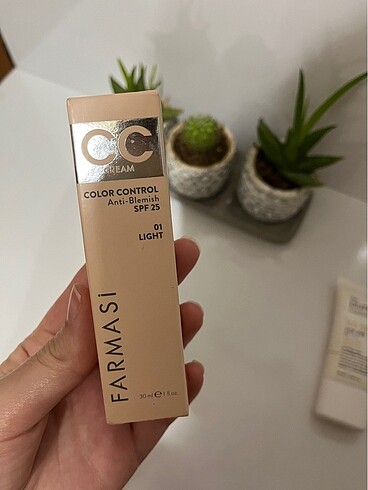 CC
CREAM
COLOR CONTROL
Anti-Blemish
SPF 25
01
LIGHT
FARMASİ
30 ml e 1 fl.oz